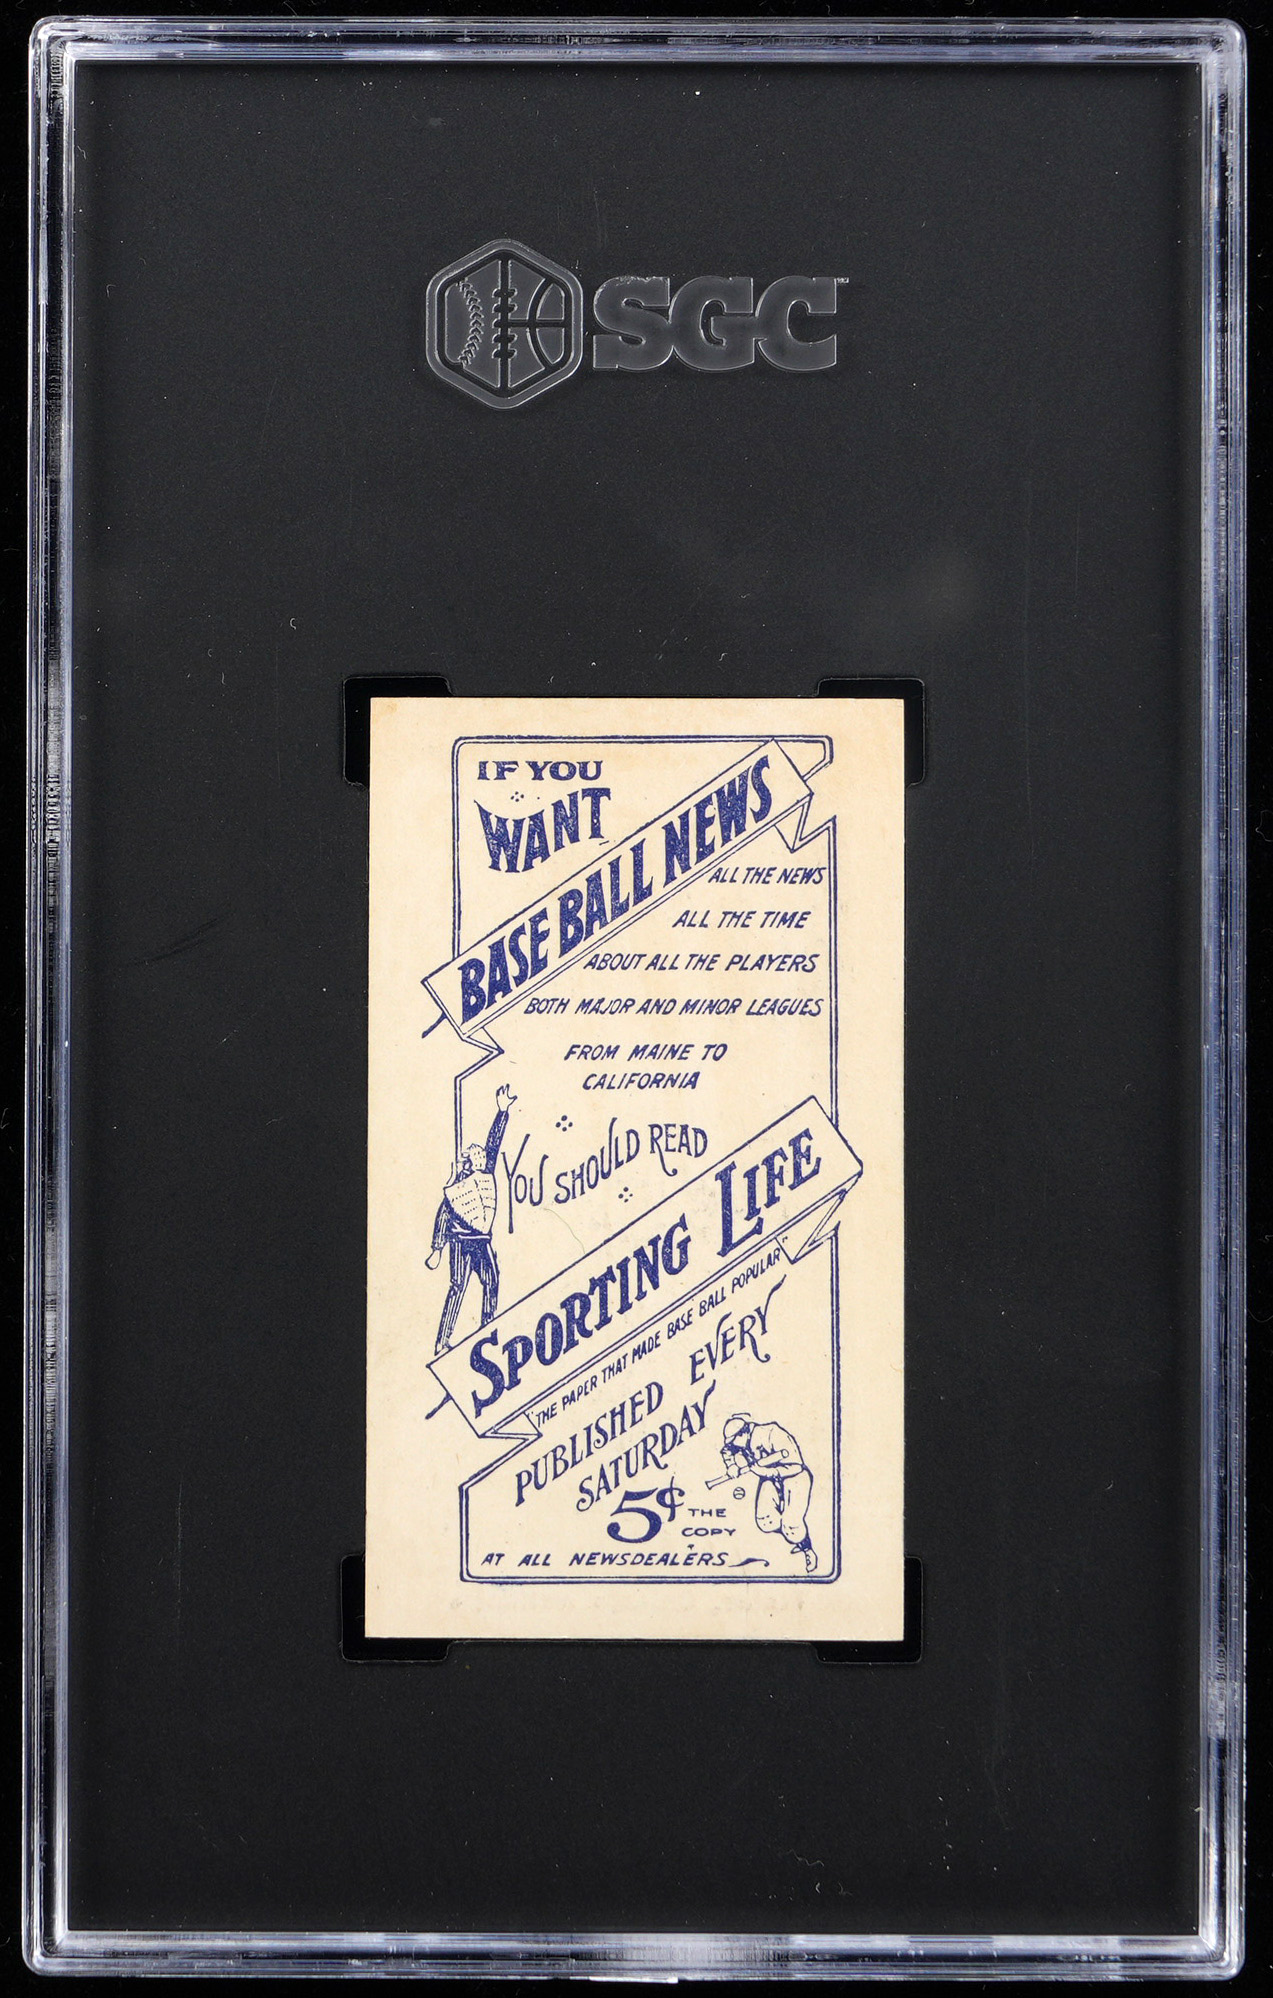 SGC
IF YOU
WANT
BASE BALL NEWS
ALL THE NEWS
ALL THE TIME
ABOUT ALL THE PLAYERS
BOTH MAJOR AND MINOR LEAGUES
FROM MAINE TO
CALIFORNIA
YOU SHOULD READ
SPORTING LIFE
"THE PAPER THAT MADE BASE BALL POPULAR"
PUBLISHED EVERY
SATURDAY
5¢ THE
COPY
AT ALL NEWSDEALERS